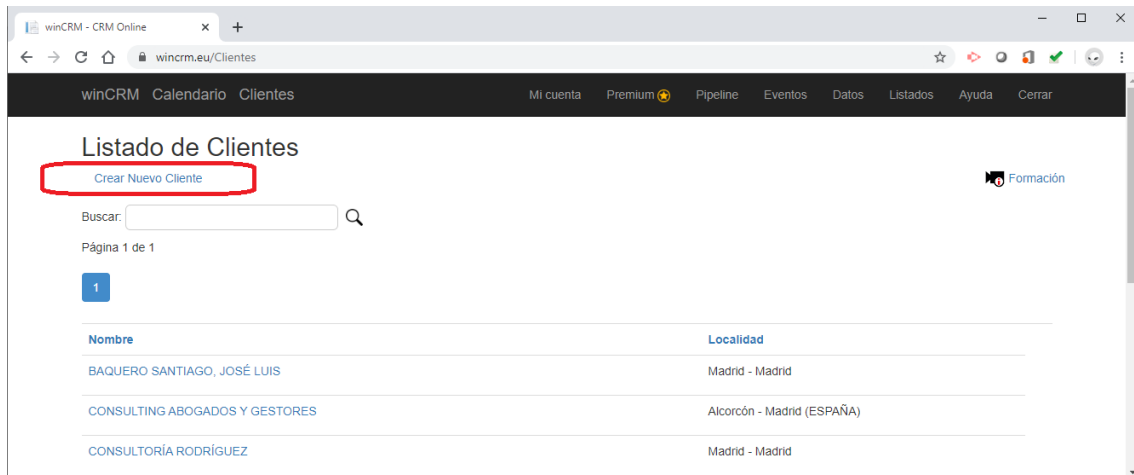 winCRM - CRM Online
wincrm.eu/Clientes
winCRM Calendario Clientes Mi cuenta Premium Pipeline Eventos Datos Listados Ayuda Cerrar
Listado de Clientes
Crear Nuevo Cliente Formación
Buscar:
Página 1 de 1
1
Nombre Localidad
BAQUERO SANTIAGO, JOSÉ LUIS Madrid - Madrid
CONSULTING ABOGADOS Y GESTORES Alcorcón - Madrid (ESPAÑA)
CONSULTORÍA RODRÍGUEZ Madrid - Madrid